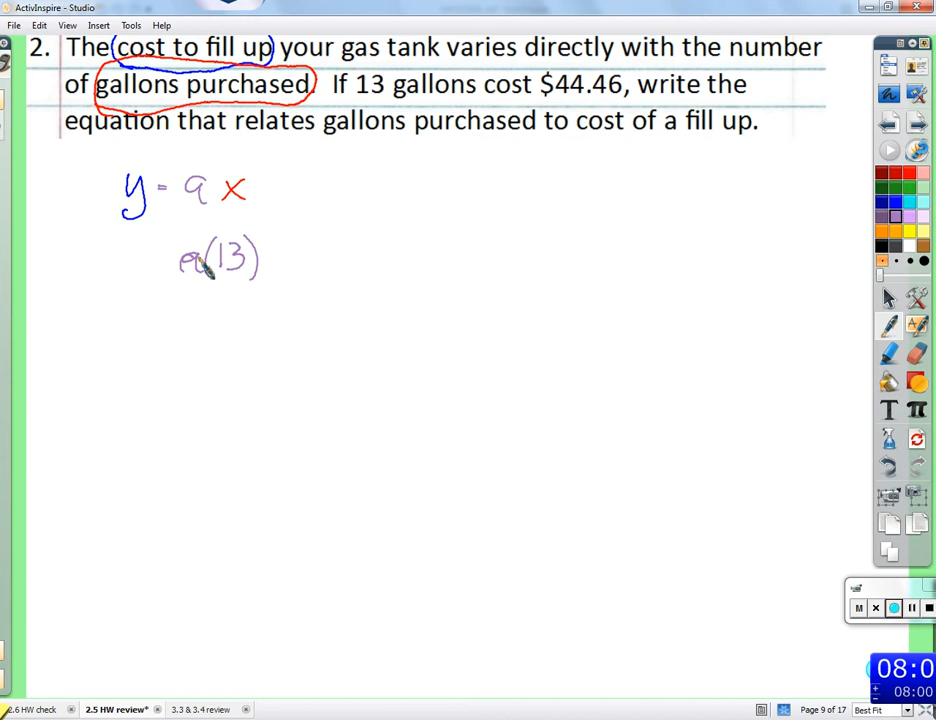 ActivInspire - Studio
File Edit View Insert Tools Help
2. The cost to fill up your gas tank varies directly with the number
of gallons purchased. If 13 gallons cost $44.46, write the
equation that relates gallons purchased to cost of a fill up.
y = a x
a(13)
M
08:0
08:00
2.6 HW check 2.5 HW review* 3.3 & 3.4 review Page 9 of 17 Best Fit